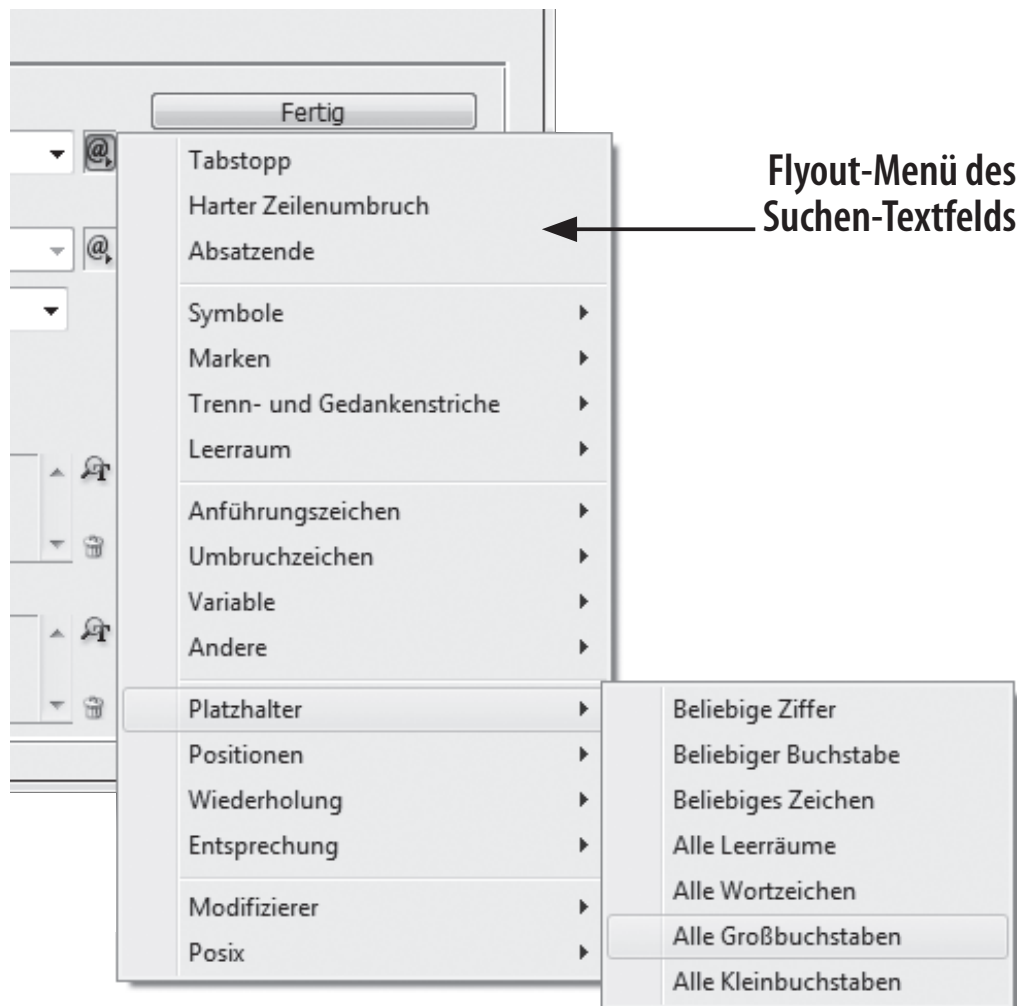 Fertig
Tabstopp
Harter Zeilenumbruch
Absatzende
Flyout-Menü des
Suchen-Textfelds
Symbole
Marken
Trenn- und Gedankenstriche
Leerraum
Anführungszeichen
Umbruchzeichen
Variable
Andere
Platzhalter
Positionen
Wiederholung
Entsprechung
Modifizierer
Posix
Beliebige Ziffer
Beliebiger Buchstabe
Beliebiges Zeichen
Alle Leerräume
Alle Wortzeichen
Alle Großbuchstaben
Alle Kleinbuchstaben